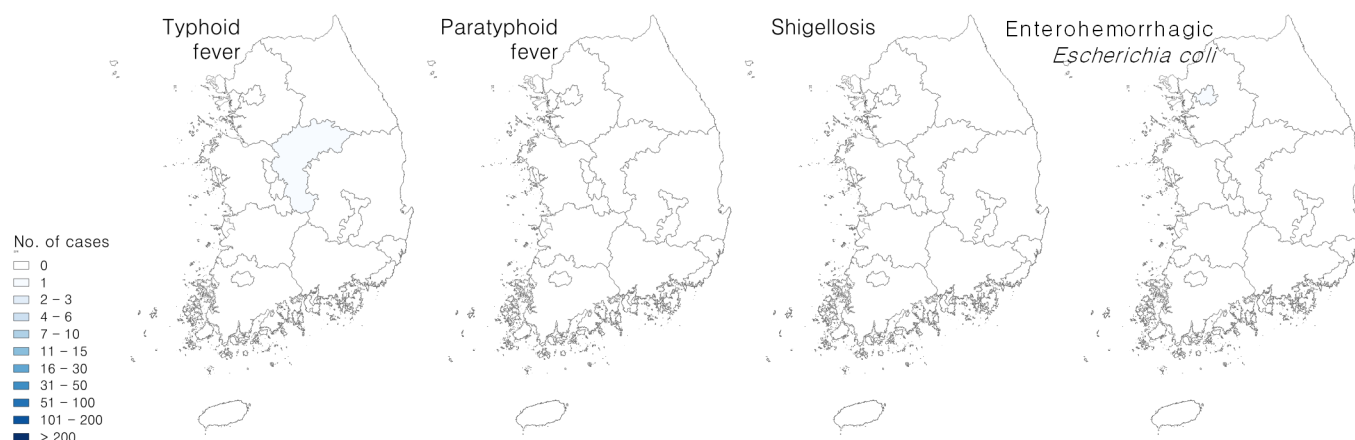 Typhoid
fever
Paratyphoid
fever
Shigellosis
Enterohemorrhagic
Escherichia coli
No. of cases
0
1
2 – 3
4 – 6
7 – 10
11 – 15
16 – 30
31 – 50
51 – 100
101 – 200
> 200